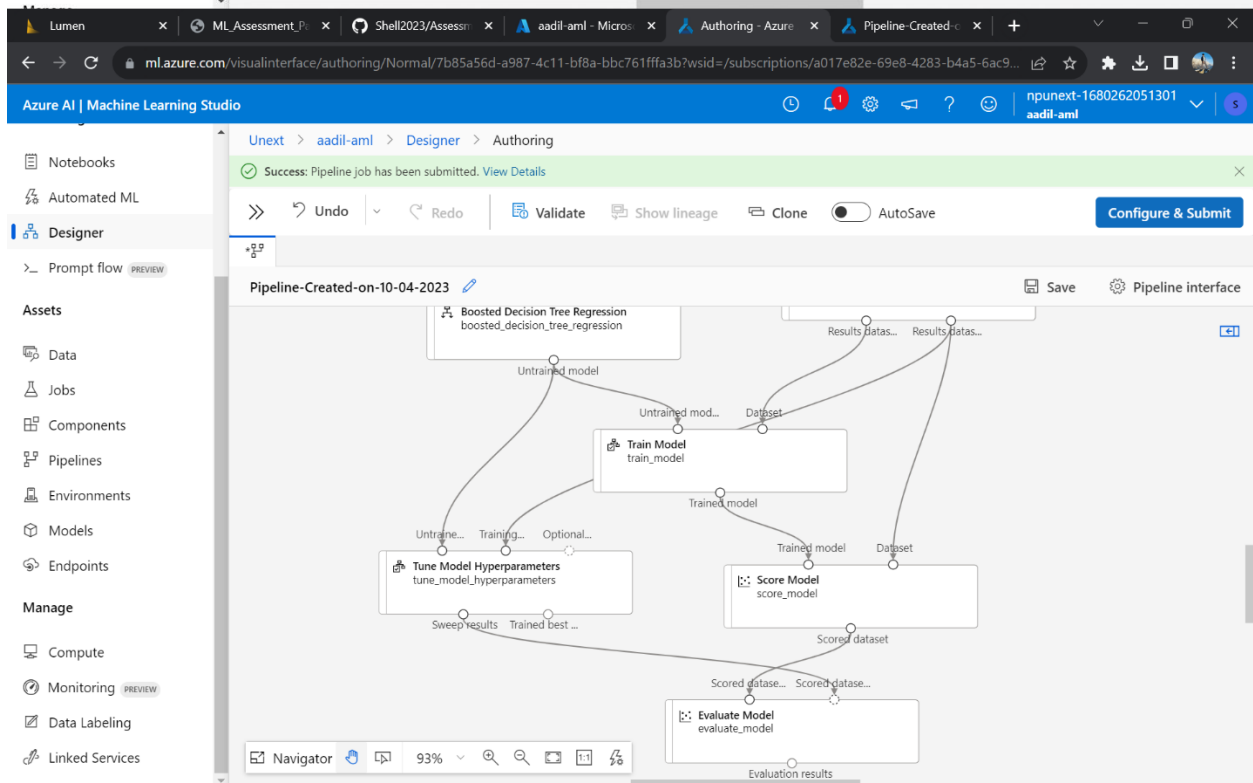 Lumen
ML_Assessment_Pa
Shell2023/Assessm
aadil-aml - Micros
Authoring - Azure
Pipeline-Created-o
ml.azure.com/visualinterface/authoring/Normal/7b85a56d-a987-4c11-bf8a-bbc761fffa3b?wsid=/subscriptions/a017e82e-69e8-4283-b4a5-6ac9...
Azure AI | Machine Learning Studio
1
npunext-1680262051301
aadil-aml
S
Unext > aadil-aml > Designer > Authoring
Success: Pipeline job has been submitted. View Details
Undo
Redo
Validate
Show lineage
Clone
AutoSave
Configure & Submit
Notebooks
Automated ML
Designer
Prompt flow PREVIEW
Assets
Data
Jobs
Components
Pipelines
Environments
Models
Endpoints
Manage
Compute
Monitoring PREVIEW
Data Labeling
Linked Services
Pipeline-Created-on-10-04-2023
Save
Pipeline interface
Boosted Decision Tree Regression
boosted_decision_tree_regression
Untrained model
Results datas...
Results datas...
Untrained mod...
Dataset
Train Model
train_model
Trained model
Untraine...
Training...
Optional...
Tune Model Hyperparameters
tune_model_hyperparameters
Sweep results
Trained best ...
Trained model
Dataset
Score Model
score_model
Scored dataset
Scored datase...
Scored datase...
Evaluate Model
evaluate_model
Evaluation results
Navigator
93%
1:1